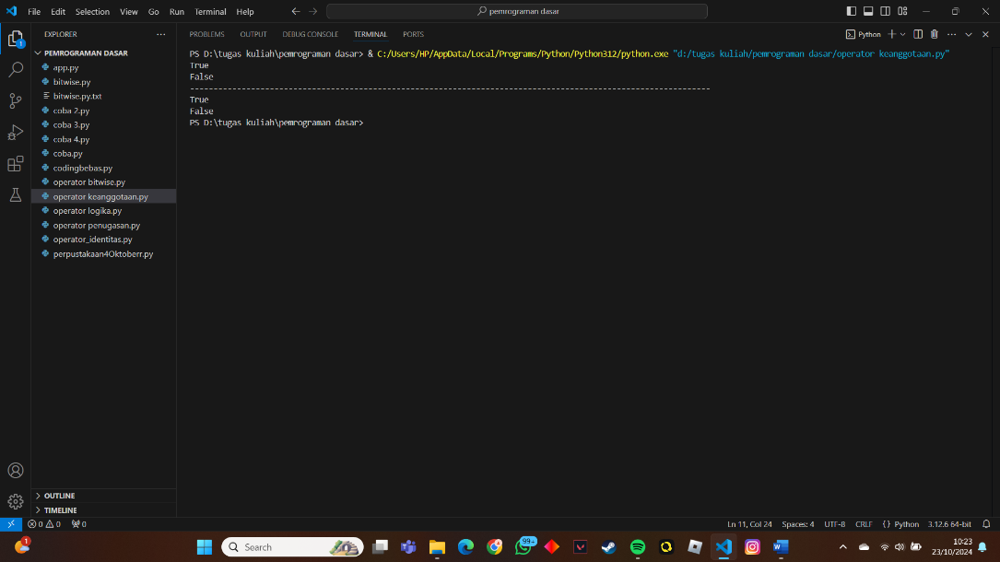 File Edit Selection View Go Run Terminal Help
pemrograman dasar
EXPLORER
PEMROGRAMAN DASAR
app.py
bitwise.py
bitwise.py.txt
coba 2.py
coba 3.py
coba 4.py
coba.py
codingbebas.py
operator bitwise.py
operator keanggotaan.py
operator logika.py
operator penugasan.py
operator_identitas.py
perpustakaan4Oktoberr.py
OUTLINE
TIMELINE
1
PROBLEMS OUTPUT DEBUG CONSOLE TERMINAL PORTS
Python
PS D:\tugas kuliah\pemrograman dasar> & C:/Users/HP/AppData/Local/Programs/Python/Python312/python.exe "d:/tugas kuliah/pemrograman dasar/operator keanggotaan.py"
True
False
--------------------------------------------------------------------------------------------------------------
True
False
PS D:\tugas kuliah\pemrograman dasar>
0 0 0
Ln 11, Col 24 Spaces: 4 UTF-8 CRLF {} Python 3.12.6 64-bit
1
Search
99+
10:23
23/10/2024